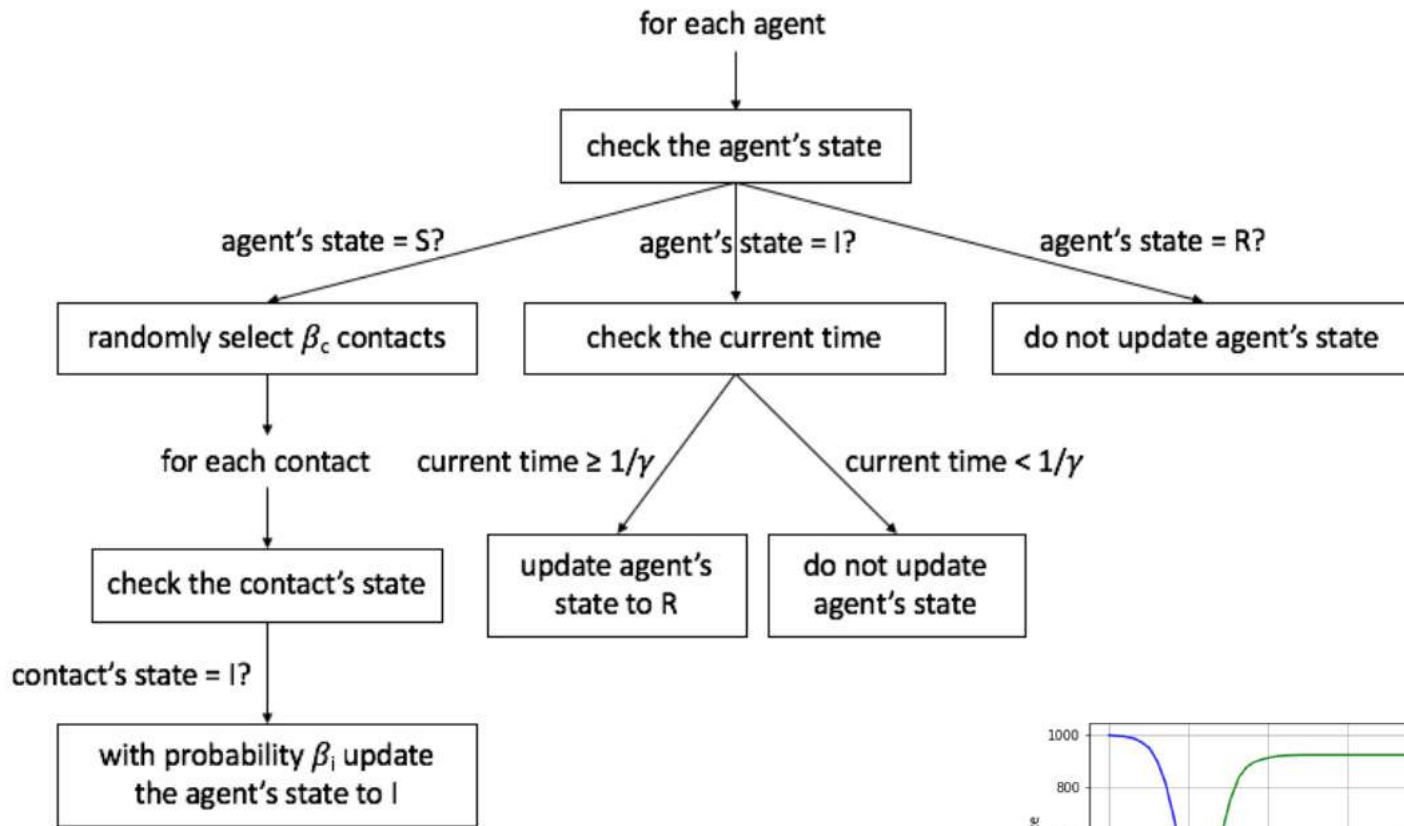 for each agent
check the agent's state
agent's state = S?
agent's state = I?
agent's state = R?
randomly select βc contacts
check the current time
do not update agent's state
for each contact
current time ≥ 1/γ
current time < 1/γ
check the contact's state
update agent's
state to R
do not update
agent's state
contact's state = I?
with probability βi update
the agent's state to I
1000
800